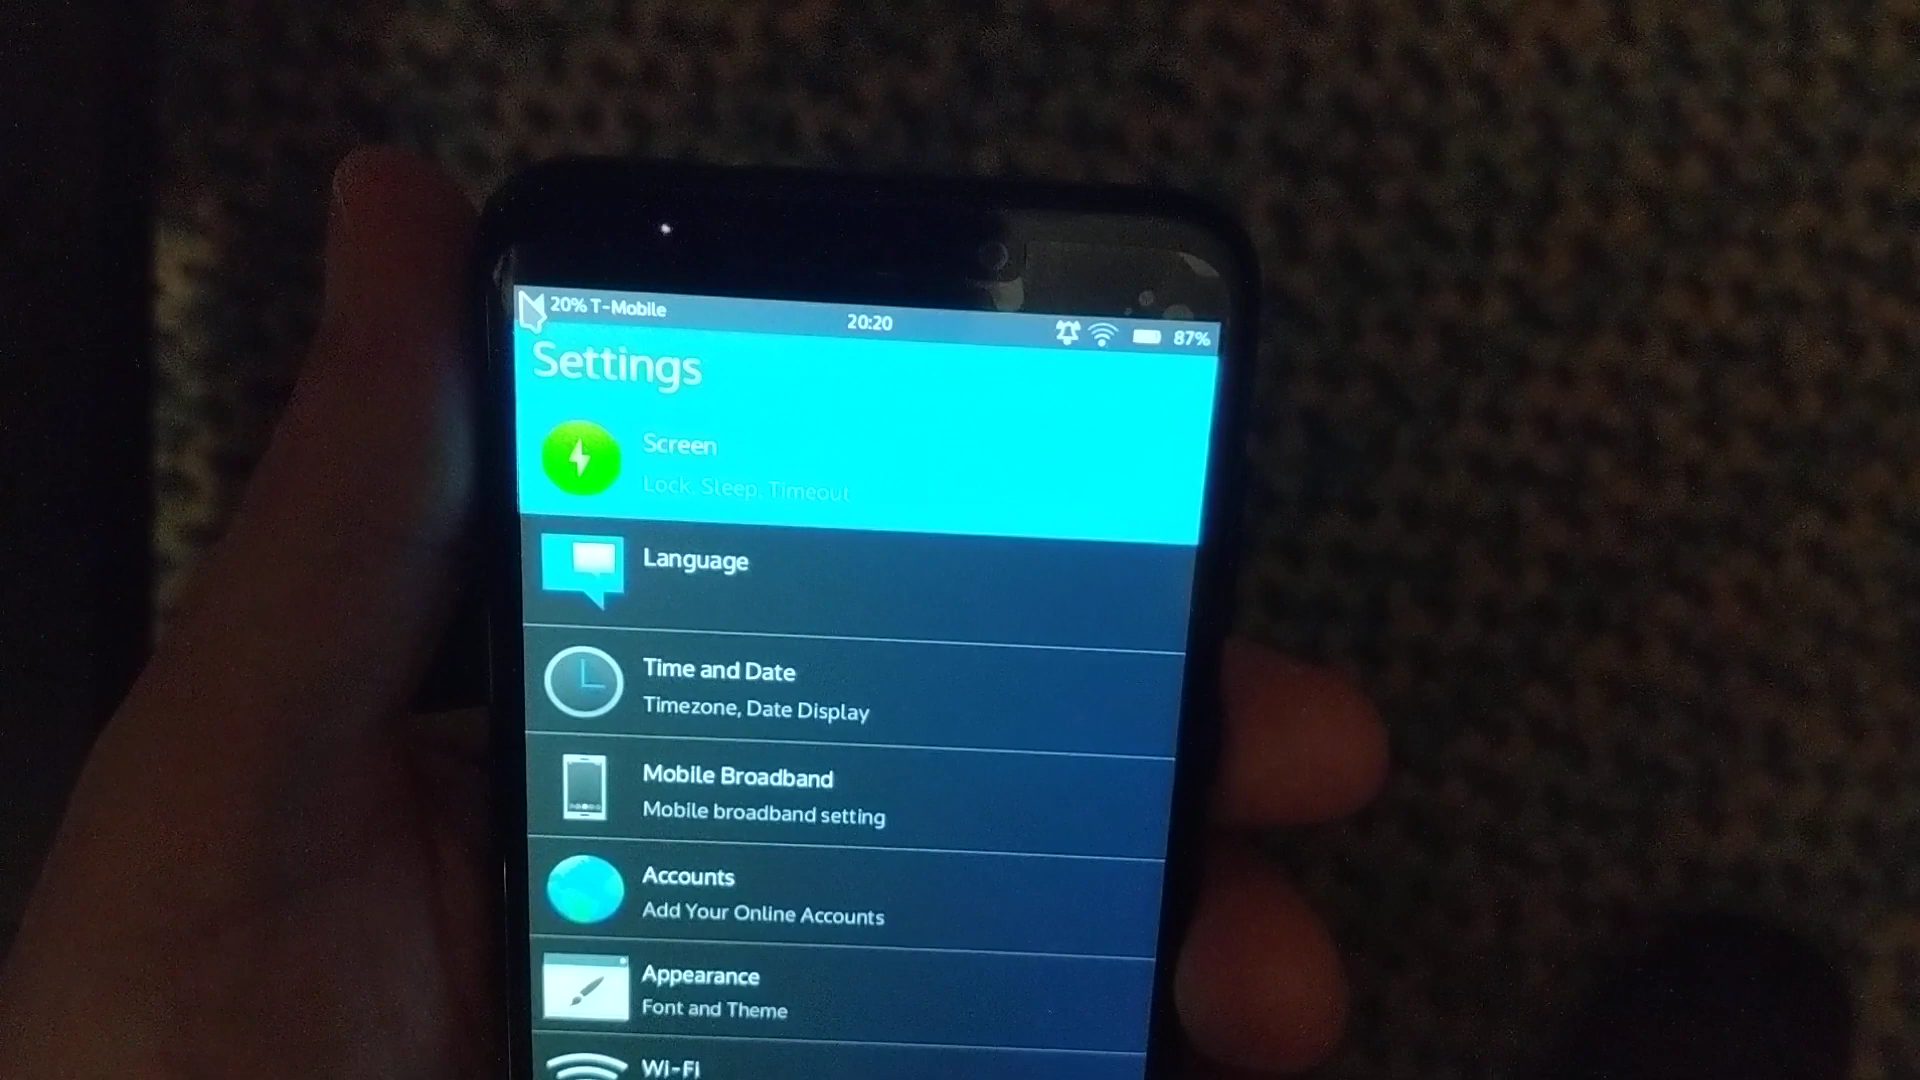 20% T-Mobile 20:20 87%
Settings
Screen
Lock, Sleep, Timeout
Language
Time and Date
Timezone, Date Display
Mobile Broadband
Mobile broadband setting
Accounts
Add Your Online Accounts
Appearance
Font and Theme
Wi-Fi